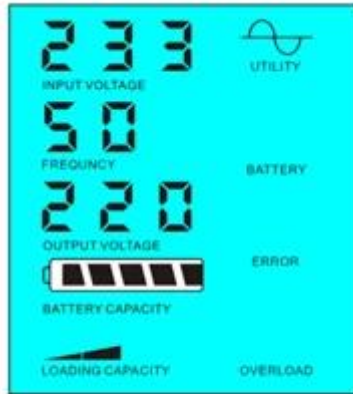 233
UTILITY
INPUT VOLTAGE
50
FREQUNCY
BATTERY
220
OUTPUT VOLTAGE
ERROR
BATTERY CAPACITY
LOADING CAPACITY
OVERLOAD